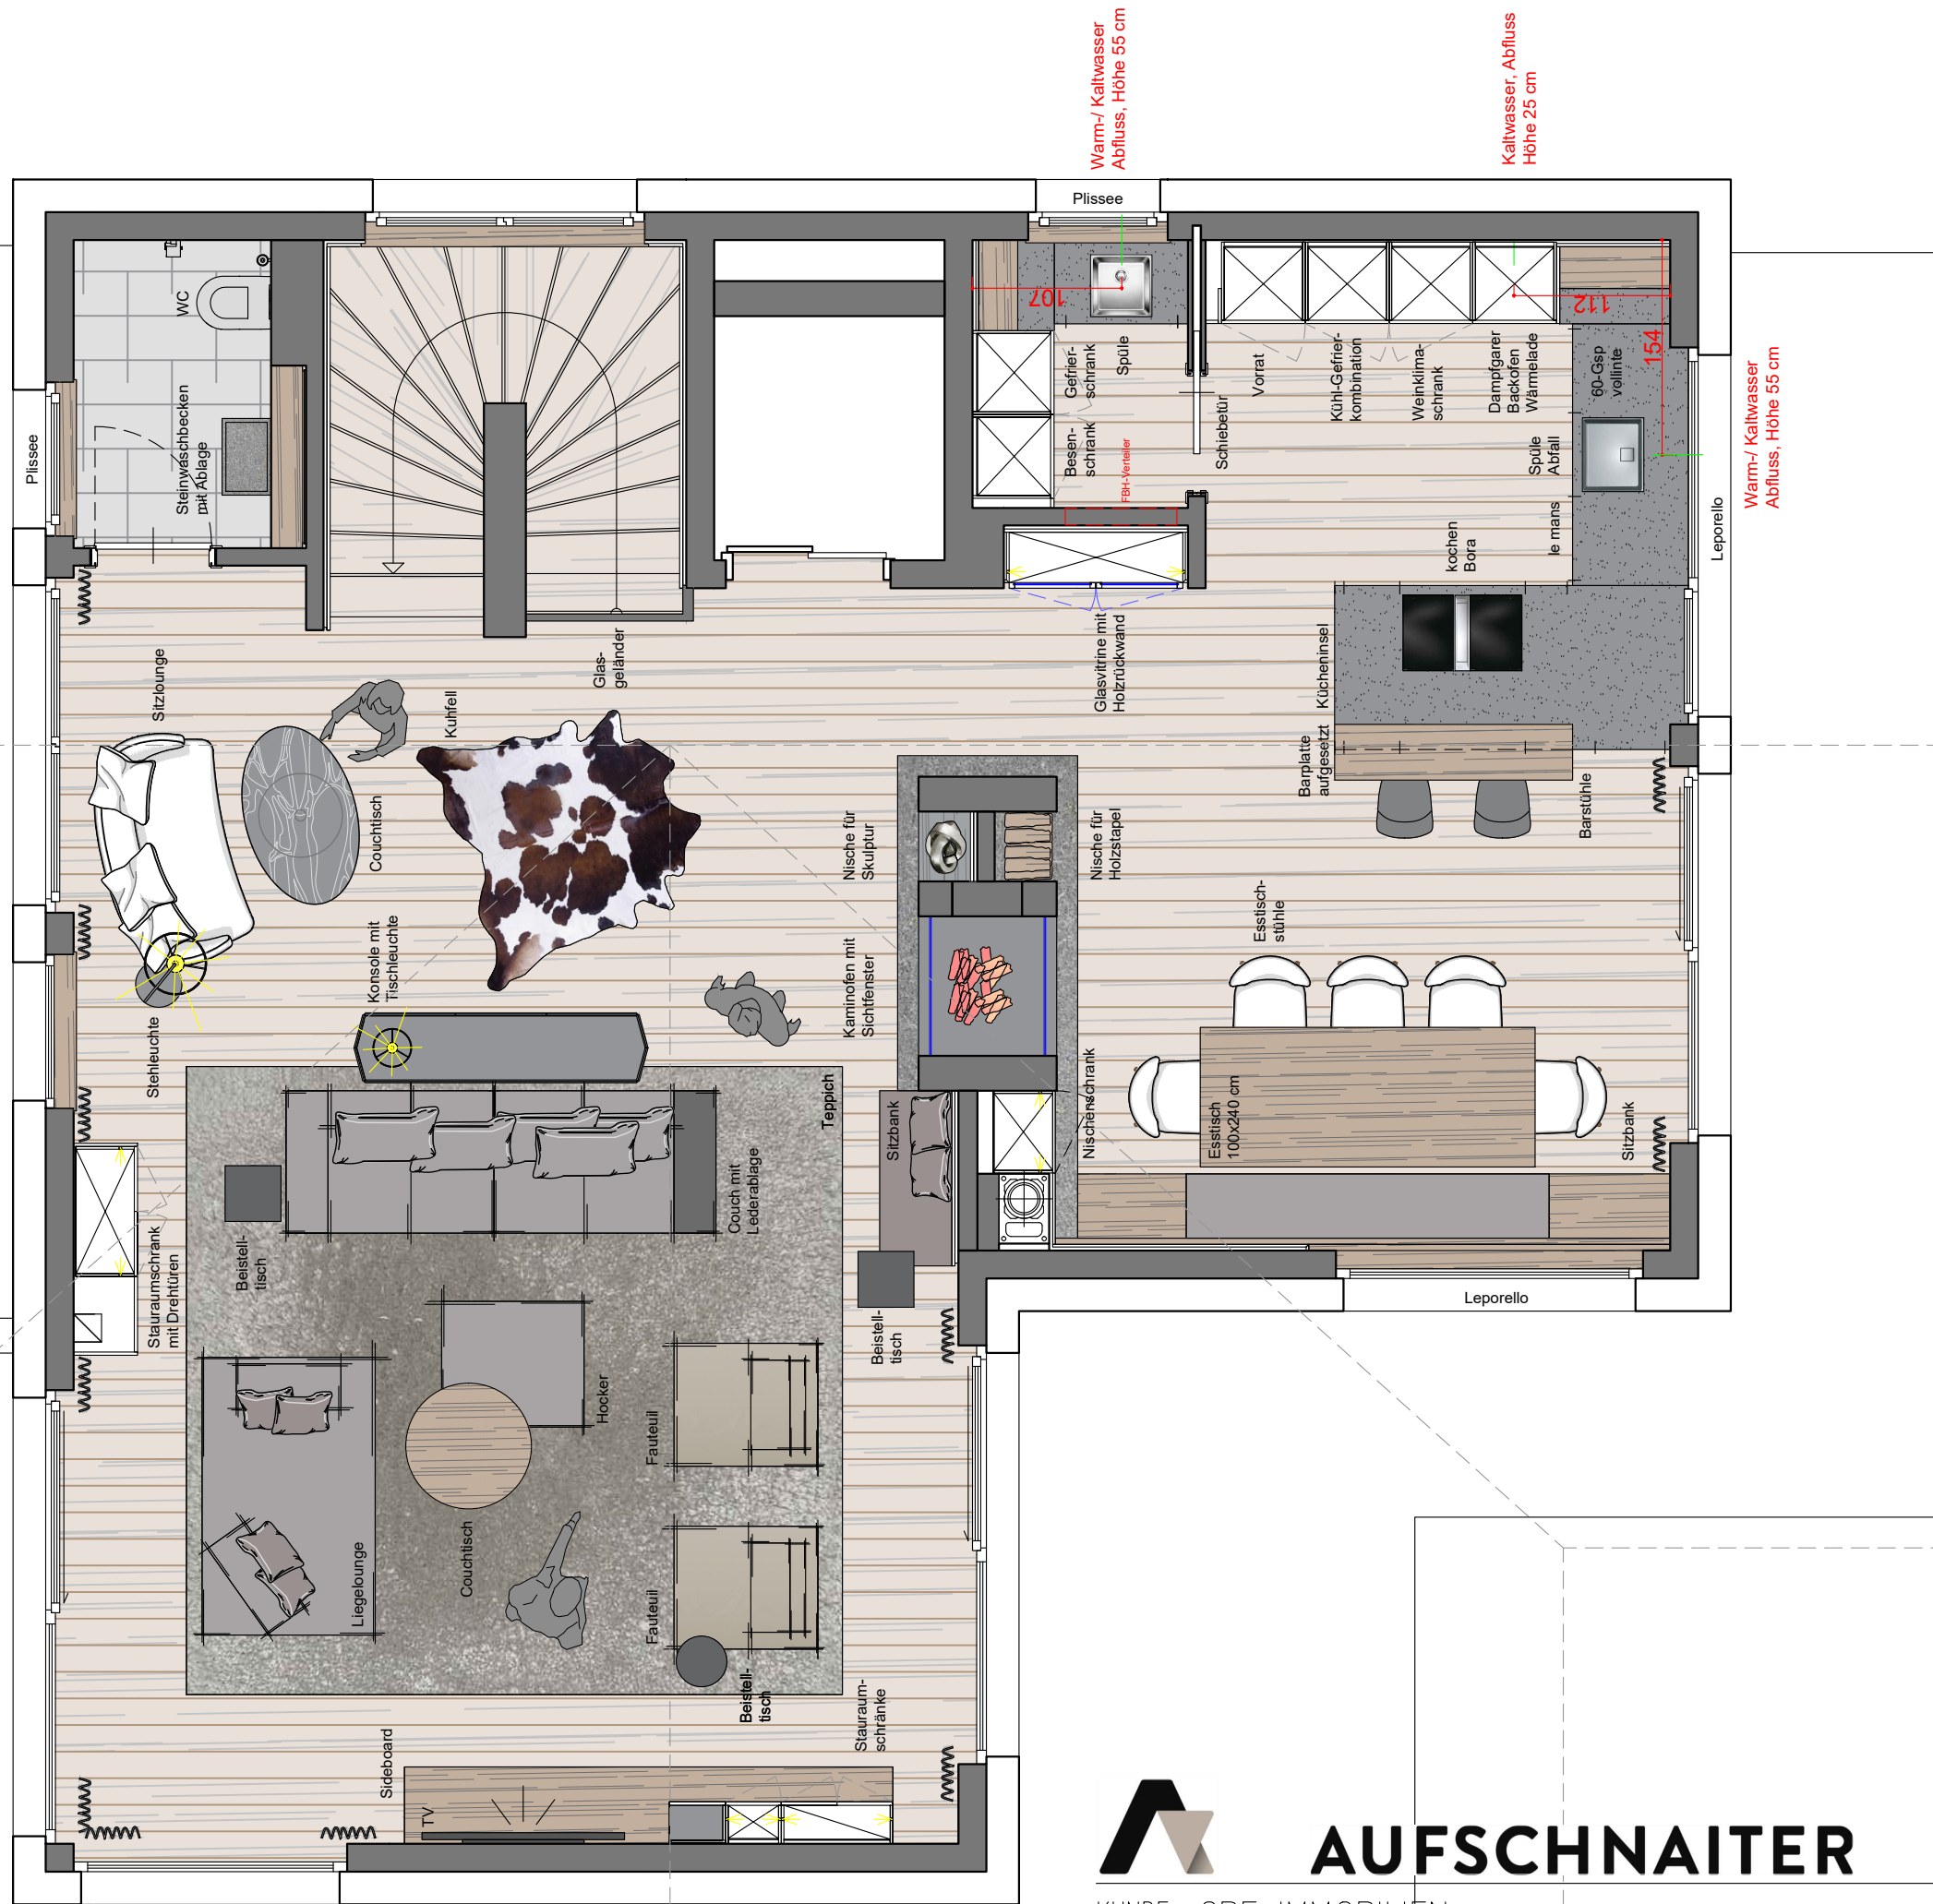 Warm-/ Kaltwasser
Abfluss, Höhe 55 cm
Kaltwasser, Abfluss
Höhe 25 cm
Plissee
Plissee
WC
Steinwaschbecken
mit Ablage
107
112
154
Gefrier-
schrank
Spüle
Besen-
schrank
FBH-Verteiler
Schiebetür
Vorrat
Kühl-Gefrier-
kombination
Weinklima-
schrank
Dampfgarer
Backofen
Wärmelade
60-Gsp
vollinte
Spüle
Abfall
le mans
kochen
Bora
Leporello
Warm-/ Kaltwasser
Abfluss, Höhe 55 cm
Sitzlounge
Kuhfell
Glas-
geländer
Glasvitrine mit
Holzrückwand
Kücheninsel
Barplatte
aufgesetzt
Barstühle
Couchtisch
Nische für
Skulptur
Nische für
Holzstapel
Konsole mit
Tischleuchte
Kaminofen mit
Sichtfenster
Esstisch-
stühle
Stehleuchte
Teppich
Sitzbank
Nischenschrank
Esstisch
100x240 cm
Sitzbank
Stauraumschrank
mit Drehtüren
Beistell-
tisch
Couch mit
Lederablage
Beistell-
tisch
Leporello
Hocker
Fauteuil
Liegelounge
Couchtisch
Fauteuil
Beistell-
tisch
Stauraum-
schränke
Sideboard
TV
AUFSCHNAITER